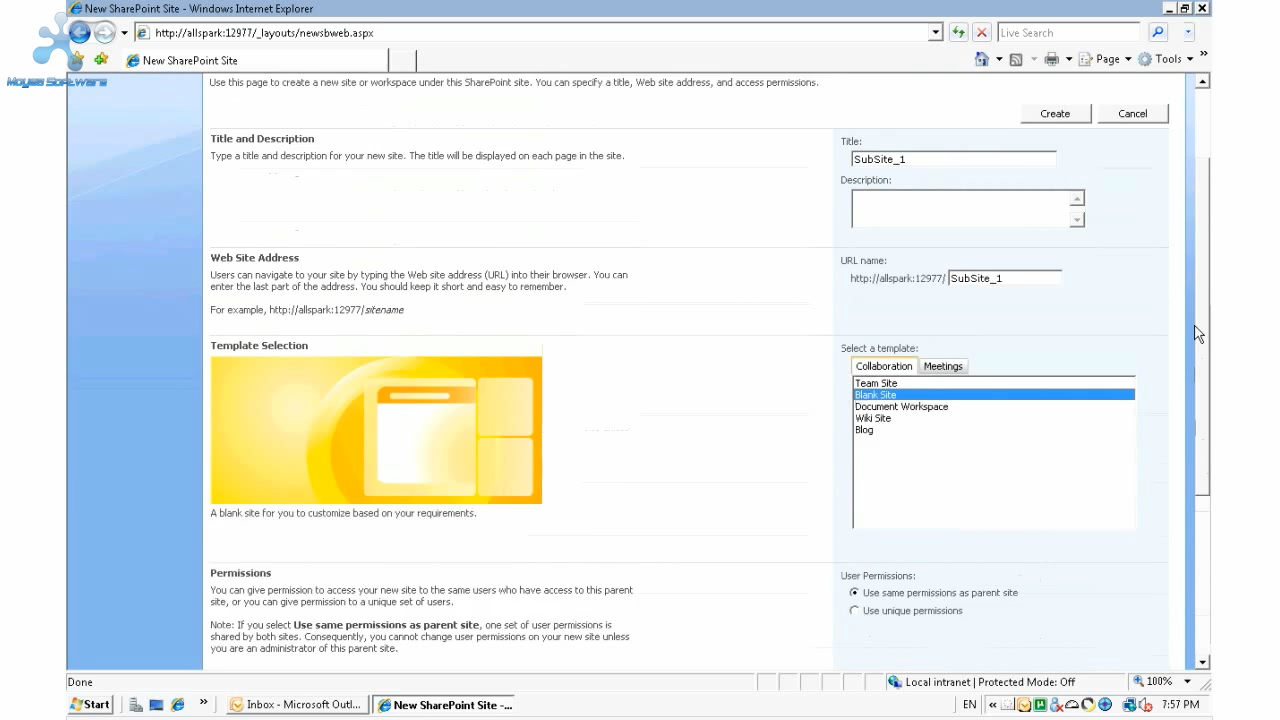 New SharePoint Site - Windows Internet Explorer
http://allspark:12977/_layouts/newsbweb.aspx
Live Search
New SharePoint Site
Page
Tools
Moyea Software
Use this page to create a new site or workspace under this SharePoint site. You can specify a title, Web site address, and access permissions.
Create
Cancel
Title and Description
Type a title and description for your new site. The title will be displayed on each page in the site.
Title:
SubSite_1
Description:
Web Site Address
Users can navigate to your site by typing the Web site address (URL) into their browser. You can
enter the last part of the address. You should keep it short and easy to remember.
For example, http://allspark:12977/sitename
URL name:
http://allspark:12977/ SubSite_1
Template Selection
A blank site for you to customize based on your requirements.
Select a template:
Collaboration
Meetings
Team Site
Blank Site
Document Workspace
Wiki Site
Blog
Permissions
You can give permission to access your new site to the same users who have access to this parent
site, or you can give permission to a unique set of users.
Note: If you select Use same permissions as parent site, one set of user permissions is
shared by both sites. Consequently, you cannot change user permissions on your new site unless
you are an administrator of this parent site.
User Permissions:
Use same permissions as parent site
Use unique permissions
Done
Local intranet | Protected Mode: Off
100%
Start
Inbox - Microsoft Outl...
New SharePoint Site -...
EN
7:57 PM